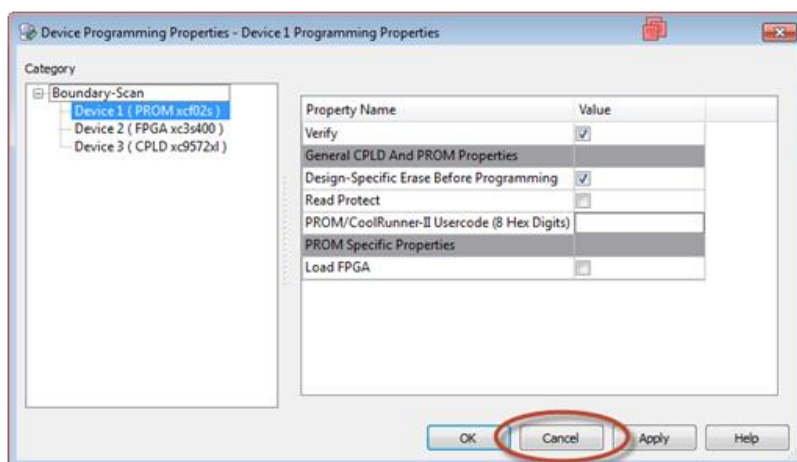 Device Programming Properties - Device 1 Programming Properties
Category
Boundary-Scan
Device 1 ( PROM xcf02s )
Device 2 ( FPGA xc3s400 )
Device 3 ( CPLD xc9572xl )
Property Name Value
Verify
General CPLD And PROM Properties
Design-Specific Erase Before Programming
Read Protect
PROM/CoolRunner-II Usercode (8 Hex Digits)
PROM Specific Properties
Load FPGA
OK Cancel Apply Help